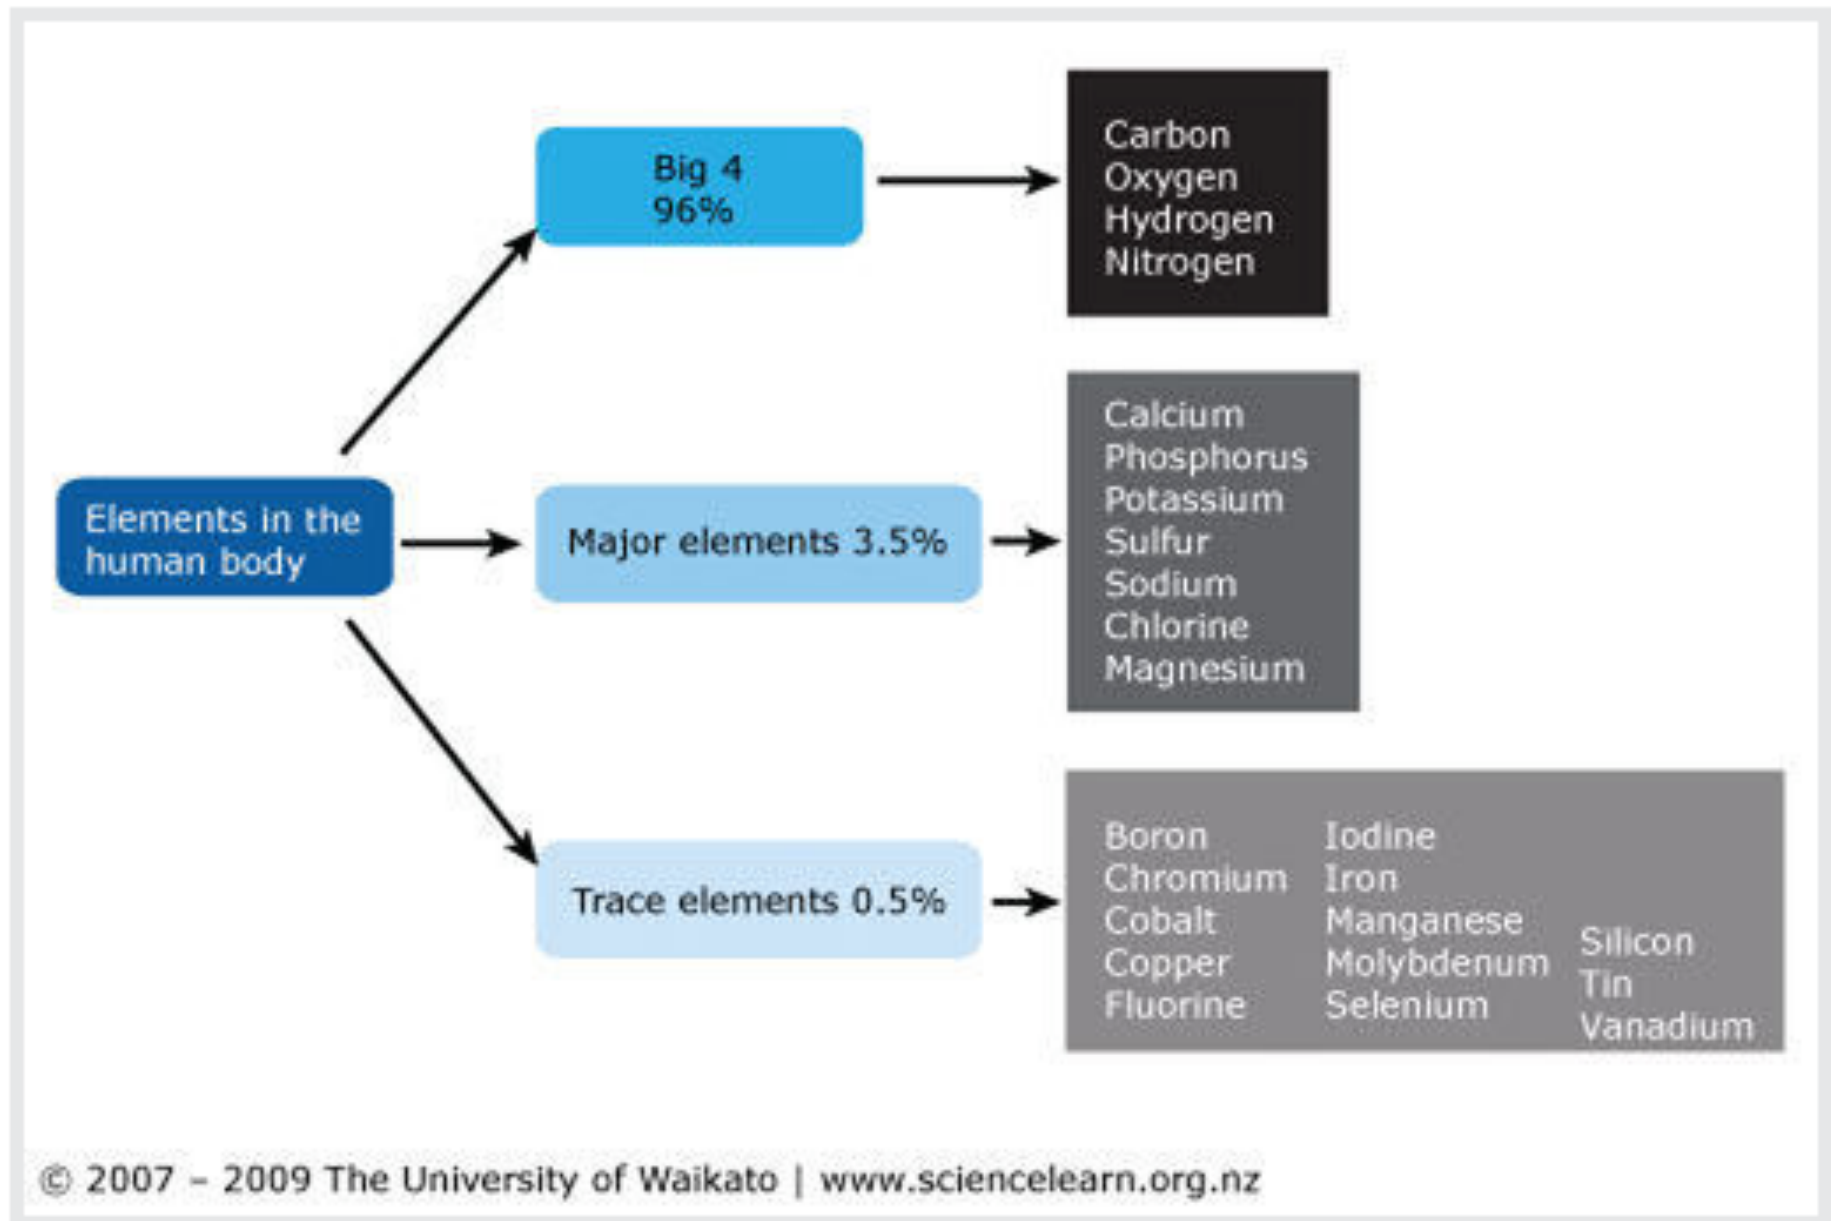 Big 4
96%
Carbon
Oxygen
Hydrogen
Nitrogen
Elements in the
human body
Major elements 3.5%
Calcium
Phosphorus
Potassium
Sulfur
Sodium
Chlorine
Magnesium
Trace elements 0.5%
Boron
Chromium
Cobalt
Copper
Fluorine
Iodine
Iron
Manganese
Molybdenum
Selenium
Silicon
Tin
Vanadium
© 2007 – 2009 The University of Waikato | www.sciencelearn.org.nz